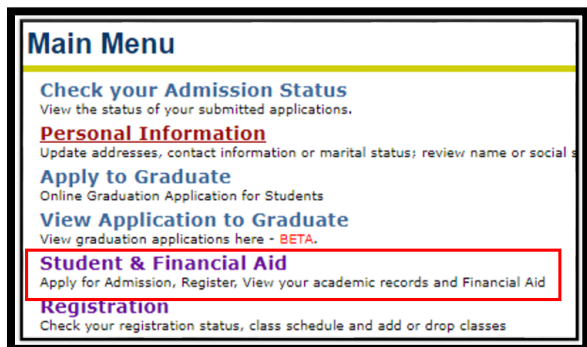 Main Menu
Check your Admission Status
View the status of your submitted applications.
Personal Information
Update addresses, contact information or marital status; review name or social s
Apply to Graduate
Online Graduation Application for Students
View Application to Graduate
View graduation applications here - BETA.
Student & Financial Aid
Apply for Admission, Register, View your academic records and Financial Aid
Registration
Check your registration status, class schedule and add or drop classes